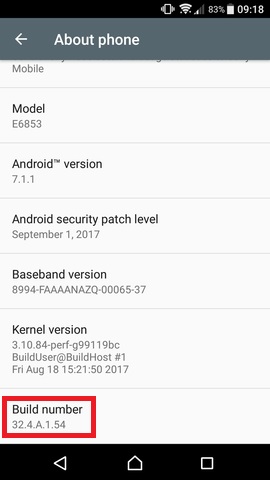 83% 09:18
About phone
Mobile
Model
E6853
Android™ version
7.1.1
Android security patch level
September 1, 2017
Baseband version
8994-FAAAANAZQ-00065-37
Kernel version
3.10.84-perf-g99119bc
BuildUser@BuildHost #1
Fri Aug 18 15:21:50 2017
Build number
32.4.A.1.54